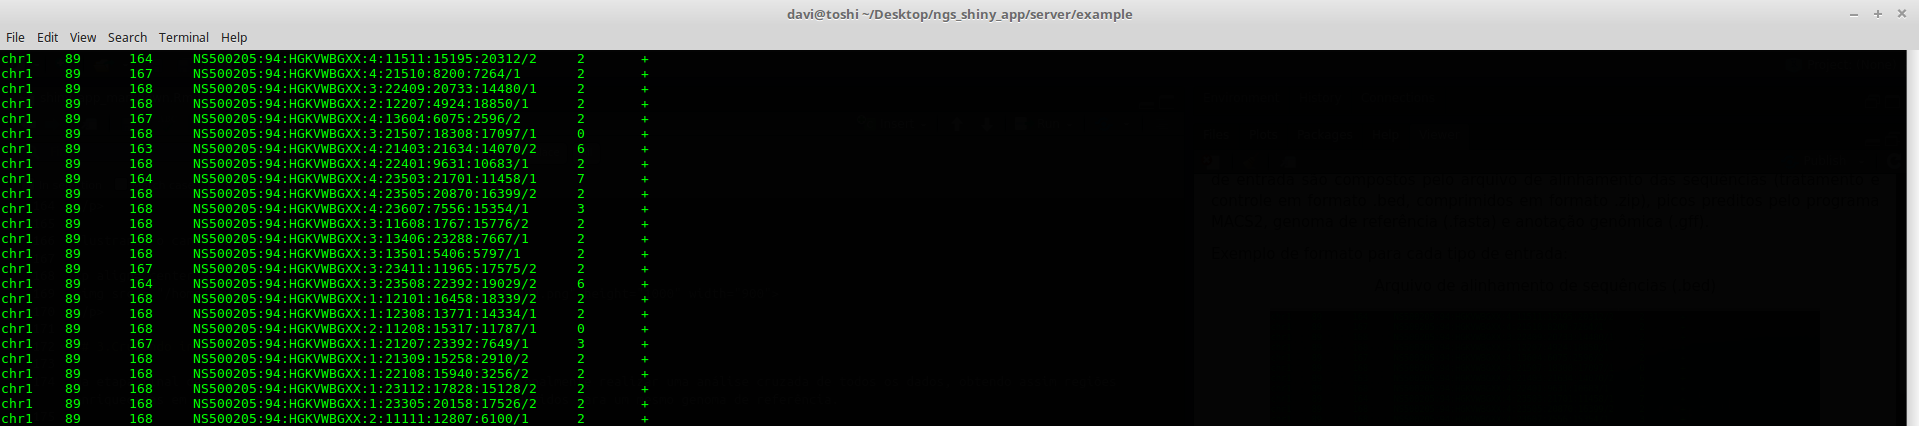 davi@toshi ~/Desktop/ngs_shiny_app/server/example
File Edit View Search Terminal Help
chr1 89 164 NS500205:94:HGKVWBGXX:4:11511:15195:20312/2 2 +
chr1 89 167 NS500205:94:HGKVWBGXX:4:21510:8200:7264/1 2 +
chr1 89 168 NS500205:94:HGKVWBGXX:3:22409:20733:14480/1 2 +
chr1 89 168 NS500205:94:HGKVWBGXX:2:12207:4924:18850/1 2 +
chr1 89 167 NS500205:94:HGKVWBGXX:4:13604:6075:2596/2 2 +
chr1 89 168 NS500205:94:HGKVWBGXX:3:21507:18308:17097/1 0 +
chr1 89 163 NS500205:94:HGKVWBGXX:4:21403:21634:14070/2 6 +
chr1 89 168 NS500205:94:HGKVWBGXX:4:22401:9631:10683/1 2 +
chr1 89 164 NS500205:94:HGKVWBGXX:4:23503:21701:11458/1 7 +
chr1 89 168 NS500205:94:HGKVWBGXX:4:23505:20870:16399/2 2 +
chr1 89 168 NS500205:94:HGKVWBGXX:4:23607:7556:15354/1 3 +
chr1 89 168 NS500205:94:HGKVWBGXX:3:11608:1767:15776/2 2 +
chr1 89 168 NS500205:94:HGKVWBGXX:3:13406:23288:7667/1 2 +
chr1 89 168 NS500205:94:HGKVWBGXX:3:13501:5406:5797/1 2 +
chr1 89 167 NS500205:94:HGKVWBGXX:3:23411:11965:17575/2 2 +
chr1 89 164 NS500205:94:HGKVWBGXX:3:23508:22392:19029/2 6 +
chr1 89 168 NS500205:94:HGKVWBGXX:1:12101:16458:18339/2 2 +
chr1 89 168 NS500205:94:HGKVWBGXX:1:12308:13771:14334/1 2 +
chr1 89 168 NS500205:94:HGKVWBGXX:2:11208:15317:11787/1 0 +
chr1 89 167 NS500205:94:HGKVWBGXX:1:21207:23392:7649/1 3 +
chr1 89 168 NS500205:94:HGKVWBGXX:1:21309:15258:2910/2 2 +
chr1 89 168 NS500205:94:HGKVWBGXX:1:22108:15940:3256/2 2 +
chr1 89 168 NS500205:94:HGKVWBGXX:1:23112:17828:15128/2 2 +
chr1 89 168 NS500205:94:HGKVWBGXX:1:23305:20158:17526/2 2 +
chr1 89 168 NS500205:94:HGKVWBGXX:2:11111:12807:6100/1 2 +